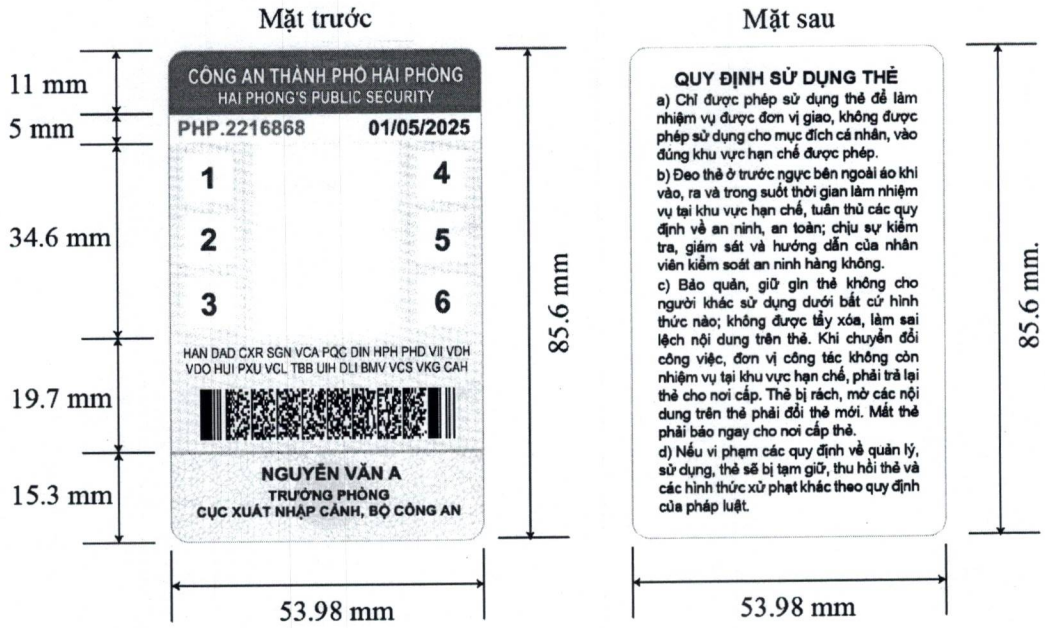 Mặt trước
Mặt sau
11 mm
5 mm
34.6 mm
19.7 mm
15.3 mm
CÔNG AN THÀNH PHỐ HẢI PHÒNG
HAI PHONG'S PUBLIC SECURITY
PHP.2216868 01/05/2025
1 4
2 5
3 6
HAN DAD CXR SGN VCA PQC DIN HPH PHD VII VDH
VDO HUI PXU VCL TBB UIH DLI BMV VCS VKG CAH
NGUYỄN VĂN A
TRƯỞNG PHÒNG
CỤC XUẤT NHẬP CẢNH, BỘ CÔNG AN
85.6 mm
53.98 mm
QUY ĐỊNH SỬ DỤNG THẺ
a) Chỉ được phép sử dụng thẻ để làm
nhiệm vụ được đơn vị giao, không được
phép sử dụng cho mục đích cá nhân, vào
đúng khu vực hạn chế được phép.
b) Đeo thẻ ở trước ngực bên ngoài áo khi
vào, ra và trong suốt thời gian làm nhiệm
vụ tại khu vực hạn chế, tuân thủ các quy
định về an ninh, an toàn; chịu sự kiểm
tra, giám sát và hướng dẫn của nhân
viên kiểm soát an ninh hàng không.
c) Bảo quản, giữ gìn thẻ không cho
người khác sử dụng dưới bất cứ hình
thức nào; không được tẩy xóa, làm sai
lệch nội dung trên thẻ. Khi chuyển đổi
công việc, đơn vị công tác không còn
nhiệm vụ tại khu vực hạn chế, phải trả lại
thẻ cho nơi cấp. Thẻ bị rách, mờ các nội
dung trên thẻ phải đổi thẻ mới. Mất thẻ
phải báo ngay cho nơi cấp thẻ.
d) Nếu vi phạm các quy định về quản lý,
sử dụng, thẻ sẽ bị tạm giữ, thu hồi thẻ và
các hình thức xử phạt khác theo quy định
của pháp luật.
85.6 mm.
53.98 mm